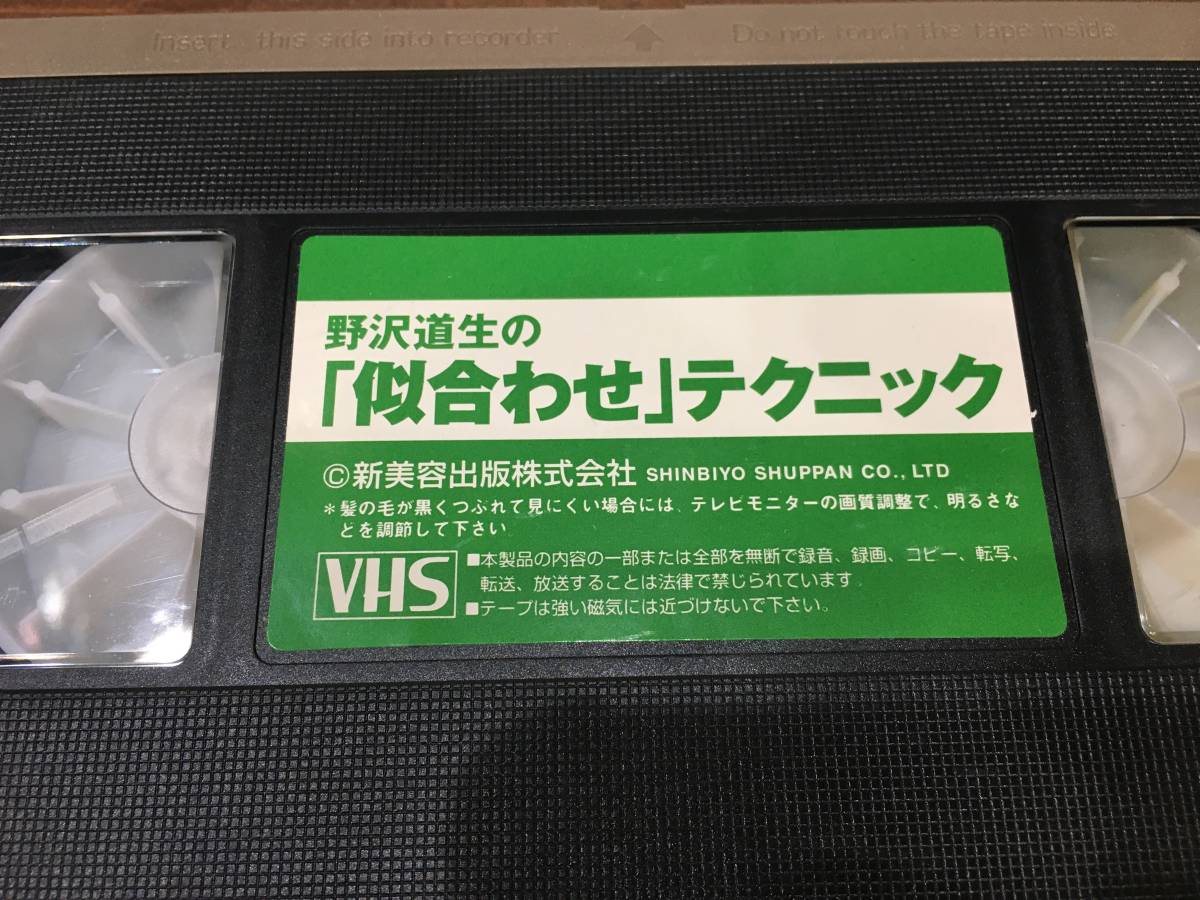 Insert this side into recorder
Do not touch the tape inside
野沢道生の
「似合わせ」テクニック
©新美容出版株式会社 SHINBIYO SHUPPAN CO., LTD
*髪の毛が黒くつぶれて見にくい場合には、テレビモニターの画質調整で、明るさな
どを調節して下さい
VHS
■本製品の内容の一部または全部を無断で録音、録画、コピー、転写、
転送、放送することは法律で禁じられています。
■テープは強い磁気には近づけないで下さい。